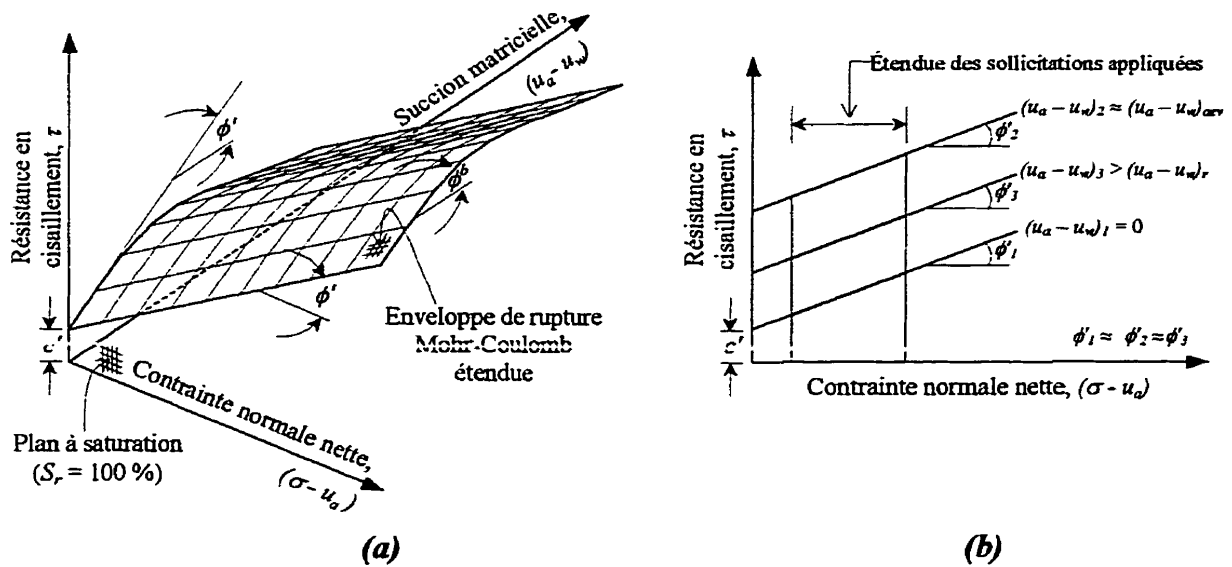 Résistance en
cisaillement, τ
c'
ϕ'
Succion matricielle,
(u_a - u_w)
ϕ^b
ϕ'
Enveloppe de rupture
Mohr-Coulomb
étendue
Contrainte normale nette,
(σ - u_a)
Plan à saturation
(S_r = 100 %)
(a)
Étendue des sollicitations appliquées
Résistance en
cisaillement, τ
c'
(u_a – u_w)_2 ≈ (u_a – u_w)_aev
ϕ'_2
(u_a – u_w)_3 > (u_a – u_w)_r
ϕ'_3
(u_a – u_w)_1 = 0
ϕ'_1
ϕ'_1 ≈ ϕ'_2 ≈ ϕ'_3
Contrainte normale nette, (σ - u_a)
(b)